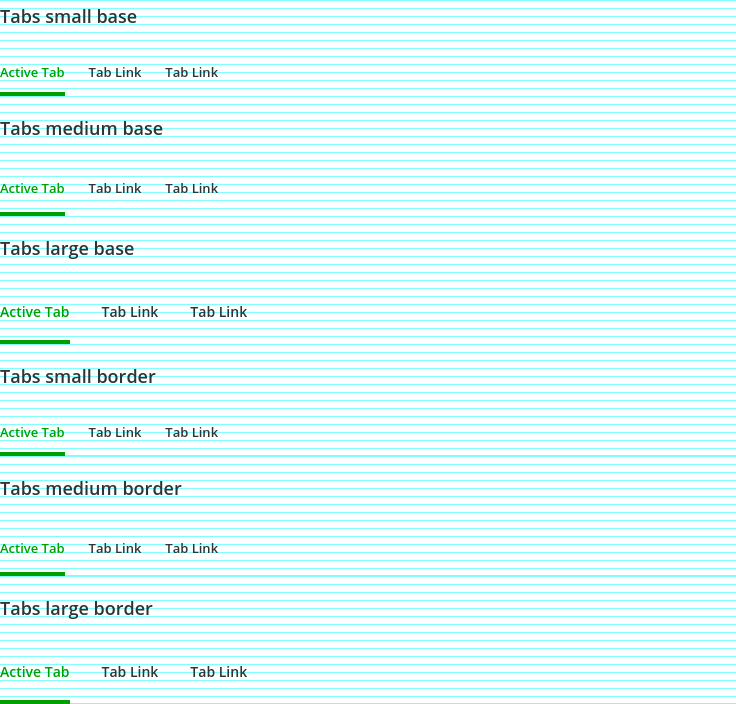 Tabs small base
Active Tab Tab Link Tab Link
Tabs medium base
Active Tab Tab Link Tab Link
Tabs large base
Active Tab Tab Link Tab Link
Tabs small border
Active Tab Tab Link Tab Link
Tabs medium border
Active Tab Tab Link Tab Link
Tabs large border
Active Tab Tab Link Tab Link